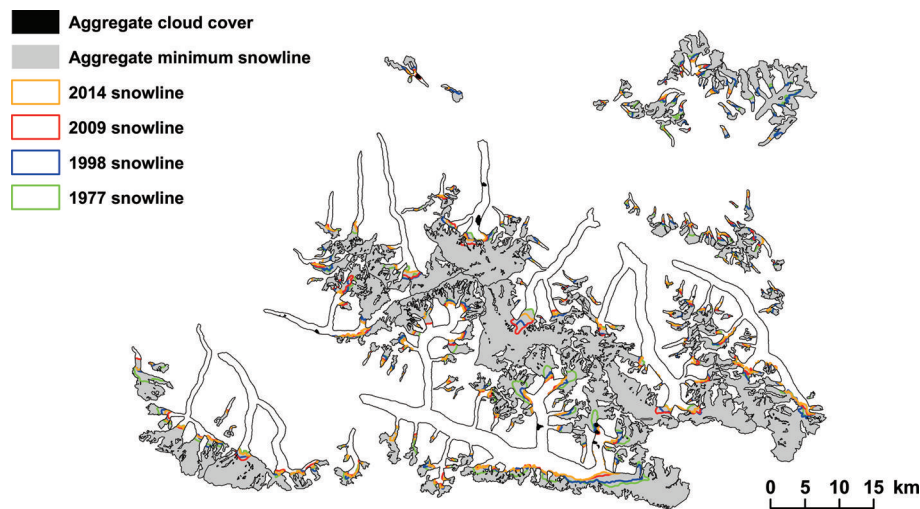 Aggregate cloud cover
Aggregate minimum snowline
2014 snowline
2009 snowline
1998 snowline
1977 snowline
0 5 10 15 km